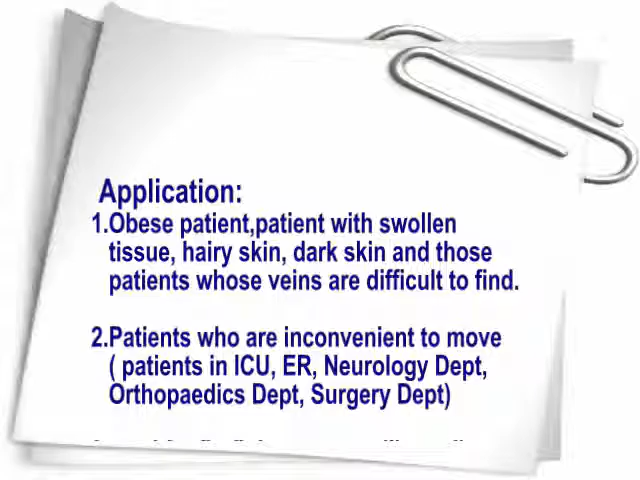 Application:
1.Obese patient,patient with swollen
tissue, hairy skin, dark skin and those
patients whose veins are difficult to find.
2.Patients who are inconvenient to move
( patients in ICU, ER, Neurology Dept,
Orthopaedics Dept, Surgery Dept)